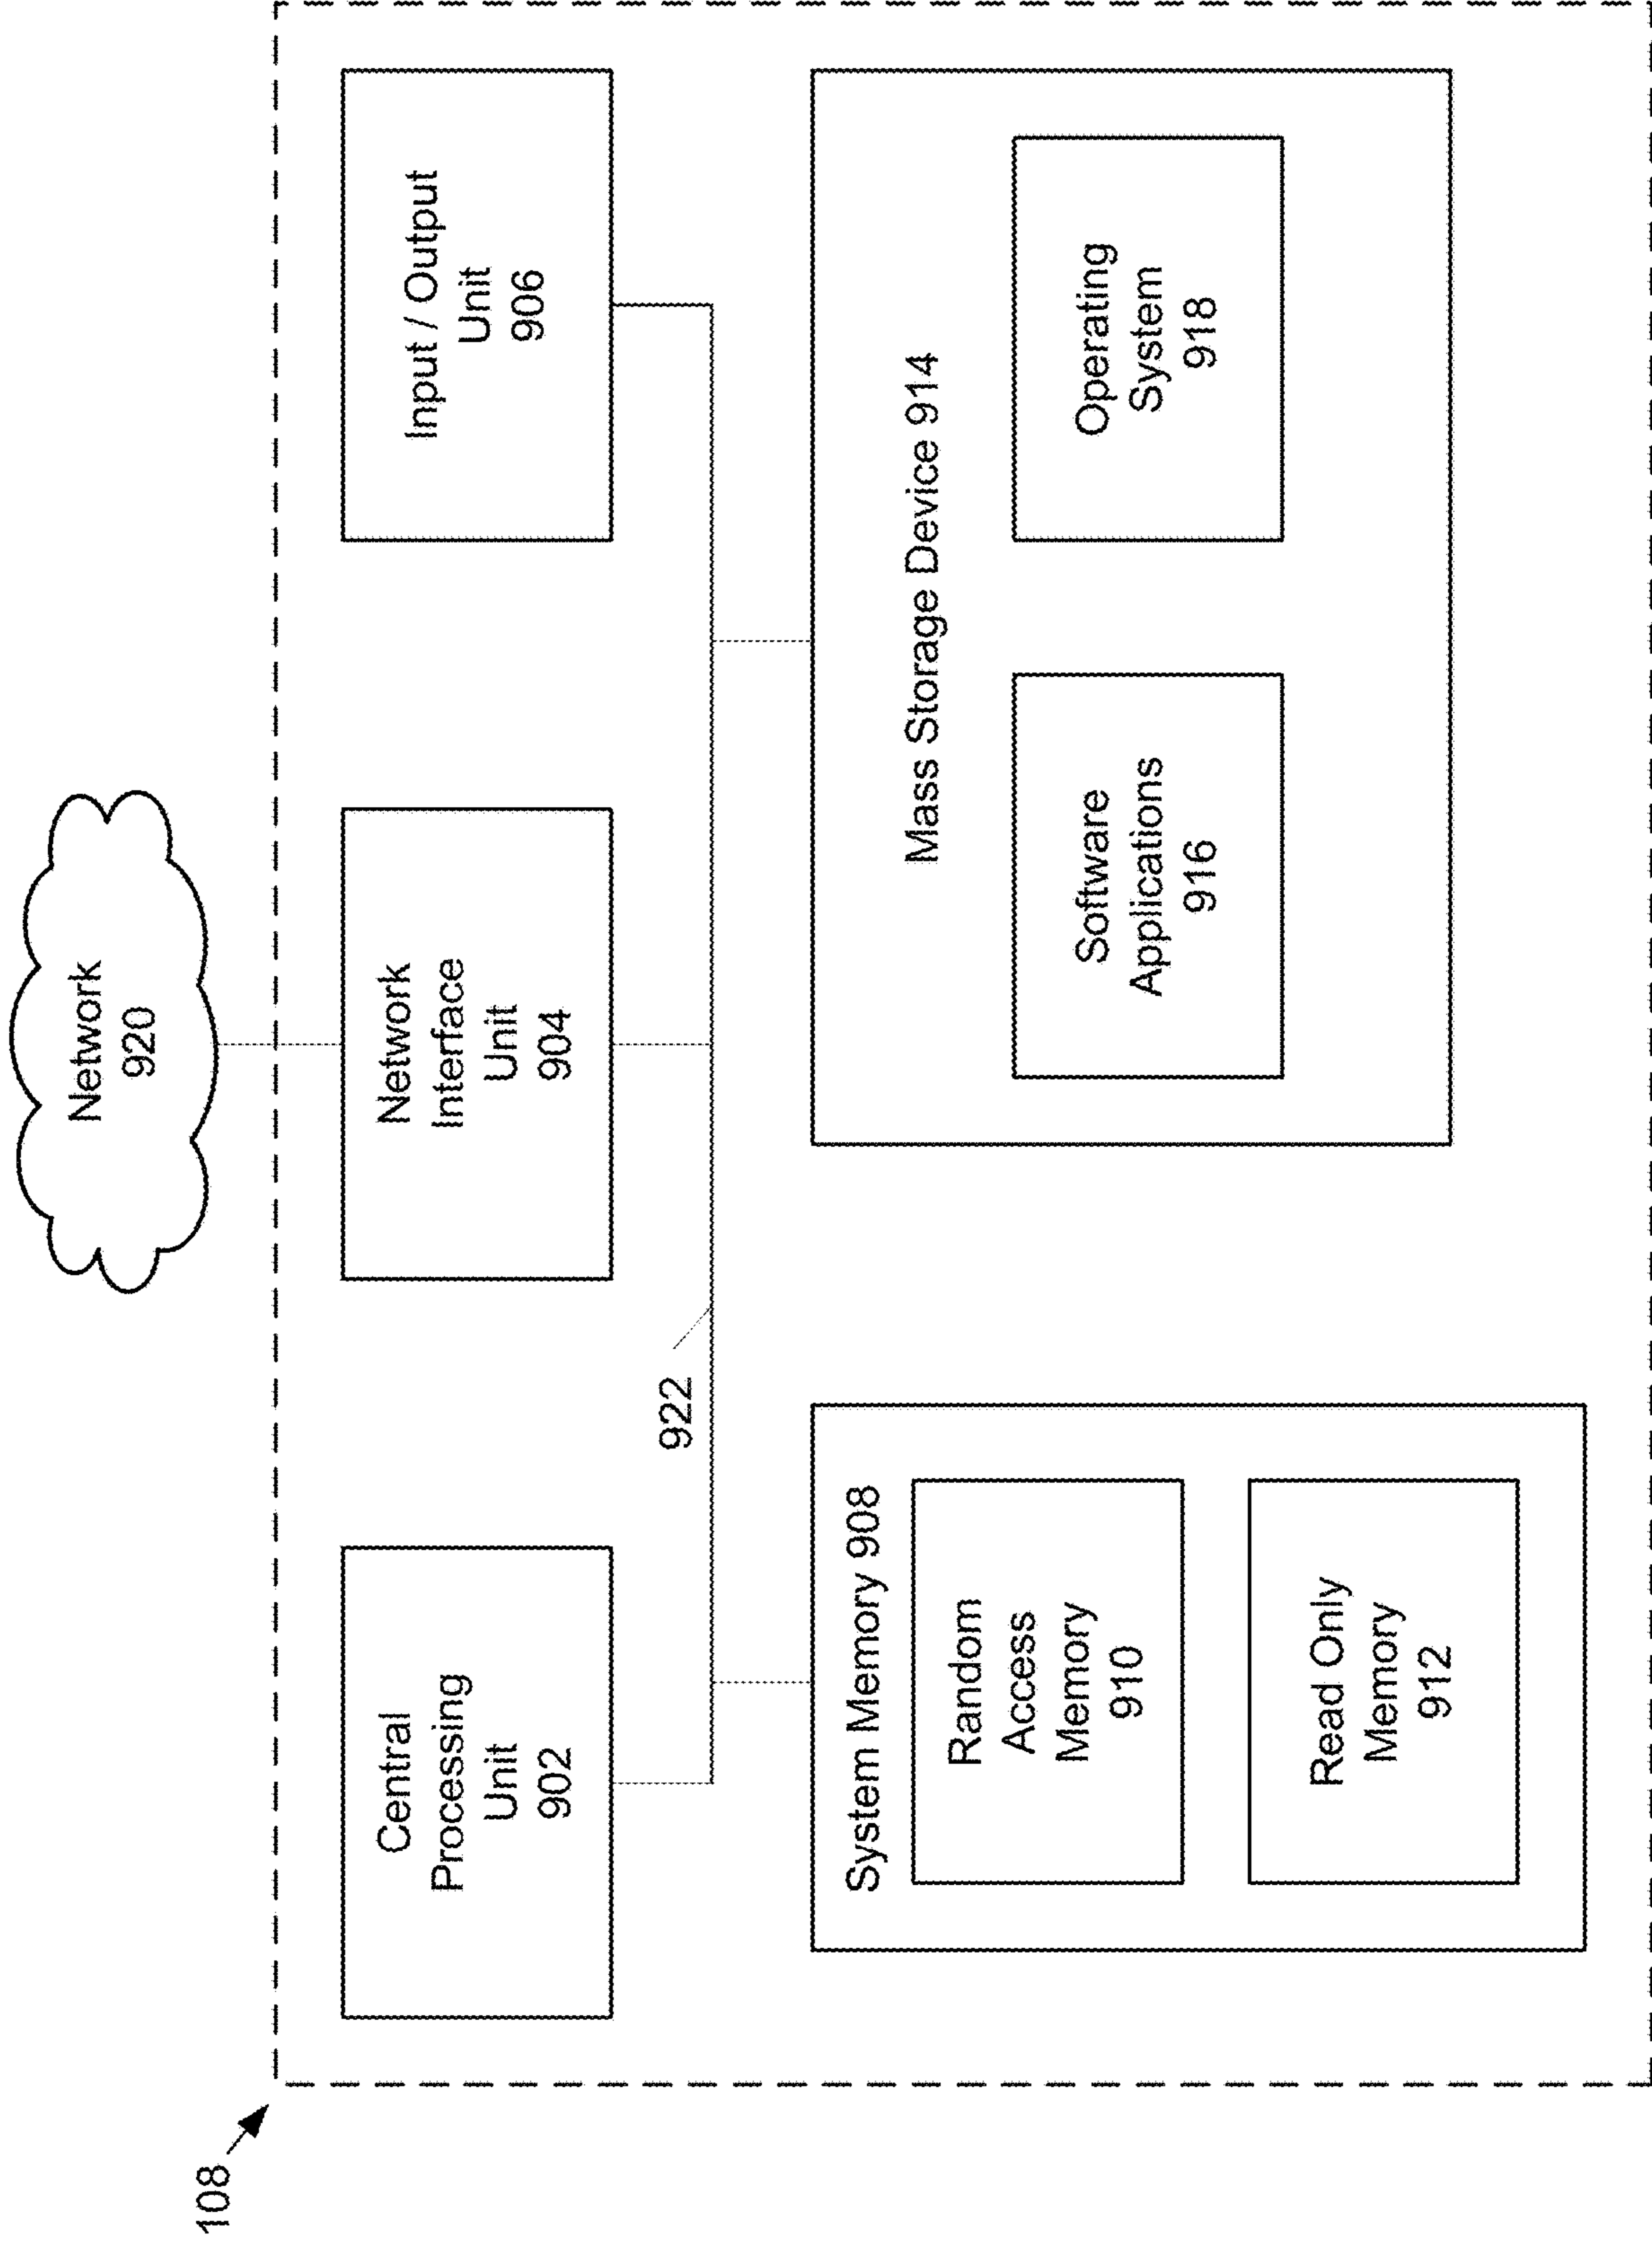 108
Network
920
Central
Processing
Unit
902
Network
Interface
Unit
904
Input / Output
Unit
906
922
System Memory 908
Random
Access
Memory
910
Read Only
Memory
912
Mass Storage Device 914
Software
Applications
916
Operating
System
918